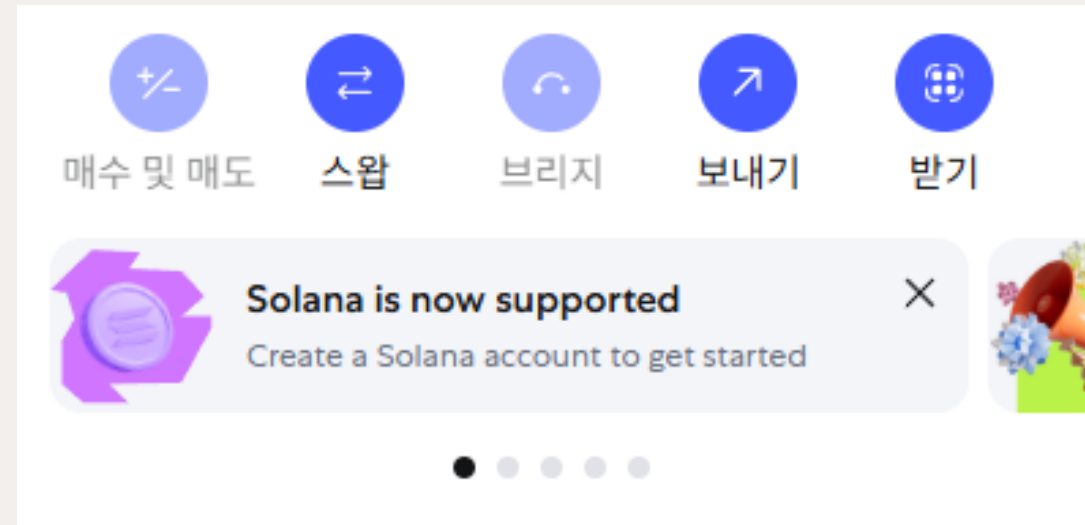 매수 및 매도 스왑 브리지 보내기 받기
Solana is now supported
Create a Solana account to get started